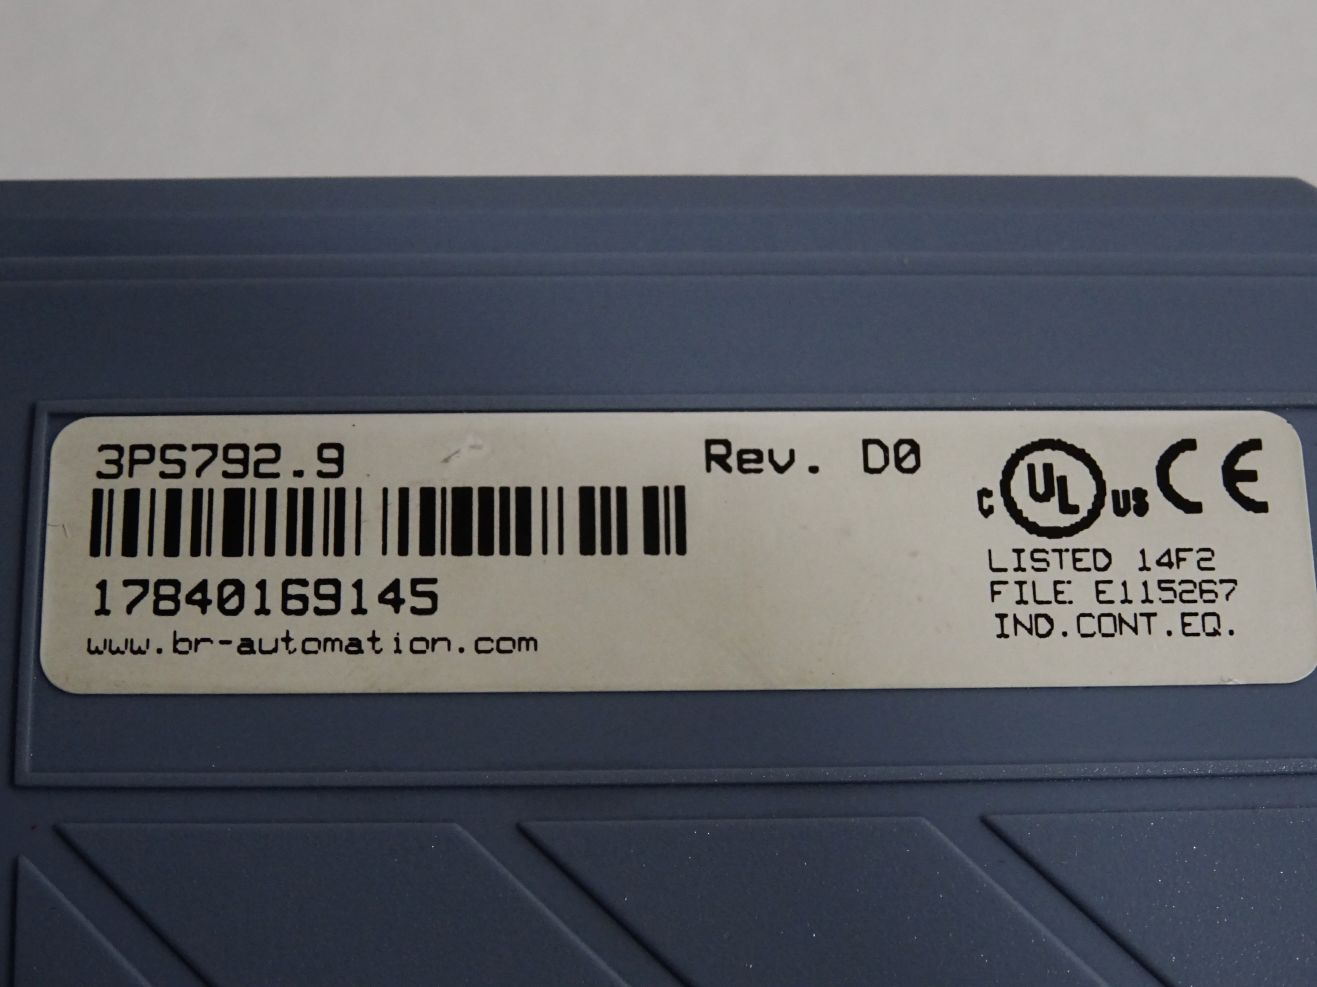 3PS792.9 Rev. D0
17840169145
www.br-automation.com
C UL US CE
LISTED 14F2
FILE E115267
IND.CONT.EQ.